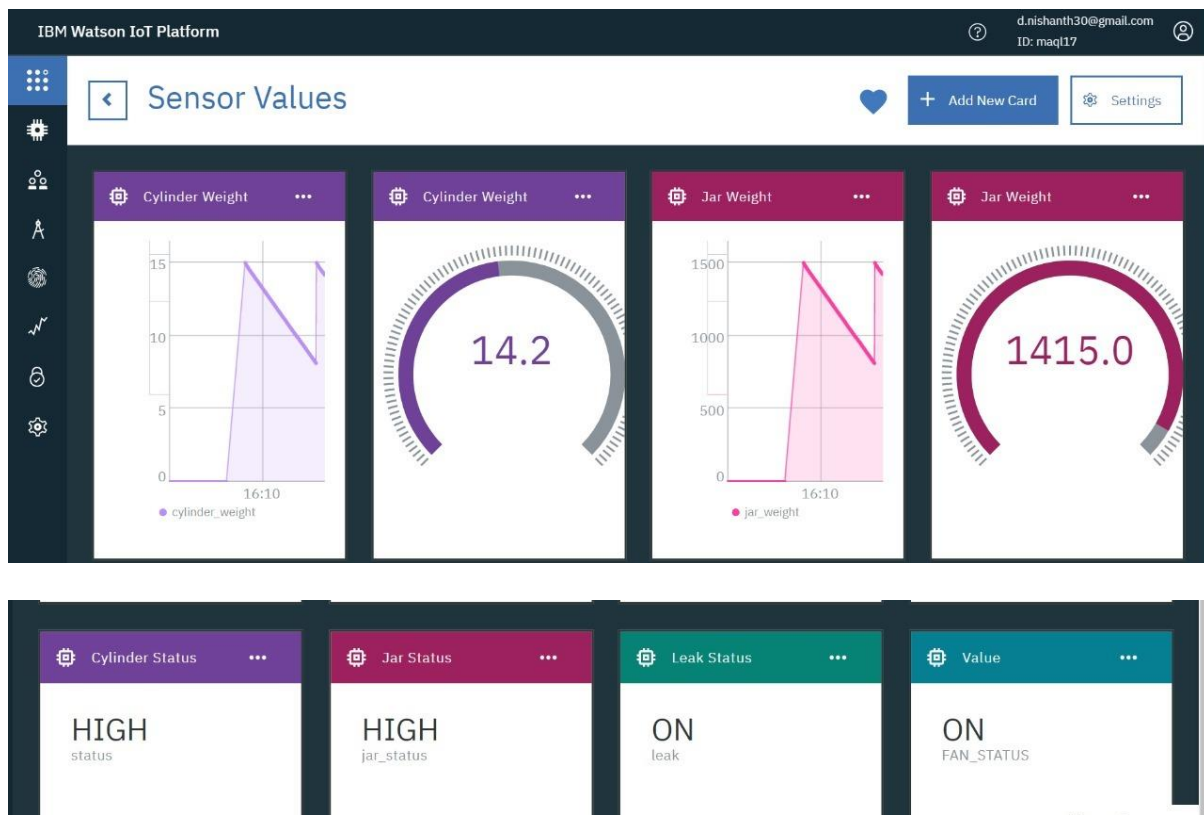 IBM Watson IoT Platform
d.nishanth30@gmail.com
ID: maql17
Sensor Values
+ Add New Card
Settings
Cylinder Weight ...
Cylinder Weight ...
Jar Weight ...
Jar Weight ...
15
10
5
0
16:10
cylinder_weight
14.2
1500
1000
500
0
16:10
jar_weight
1415.0
Cylinder Status ...
Jar Status ...
Leak Status ...
Value ...
HIGH
status
HIGH
jar_status
ON
leak
ON
FAN_STATUS